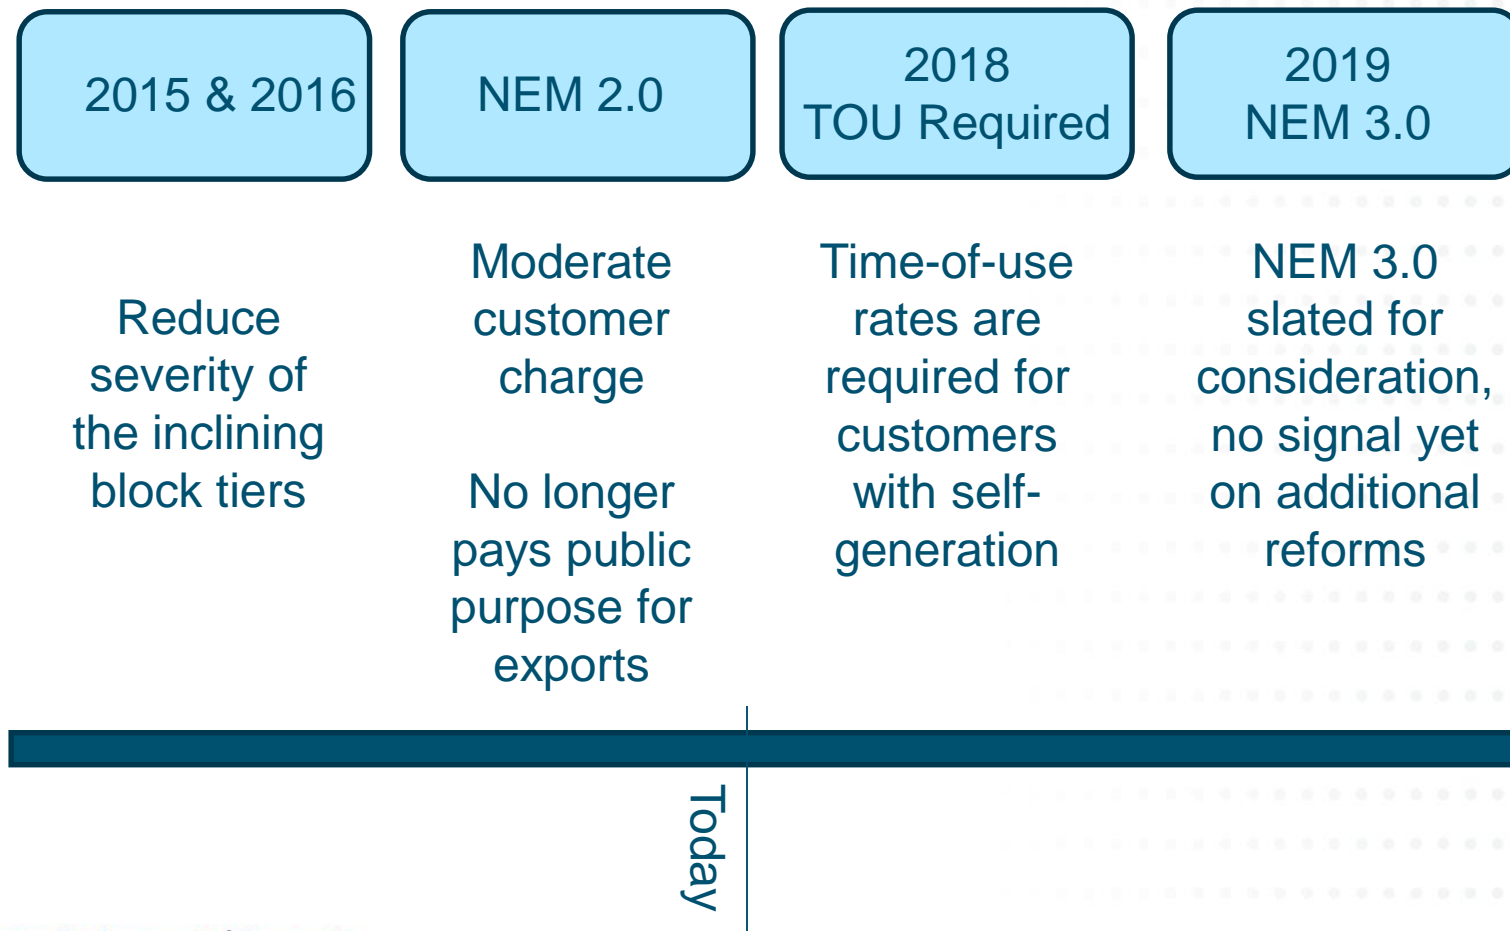 2015 & 2016
NEM 2.0
2018
TOU Required
2019
NEM 3.0
Reduce
severity of
the inclining
block tiers
Moderate
customer
charge
No longer
pays public
purpose for
exports
Time-of-use
rates are
required for
customers
with self-
generation
NEM 3.0
slated for
consideration,
no signal yet
on additional
reforms
Today